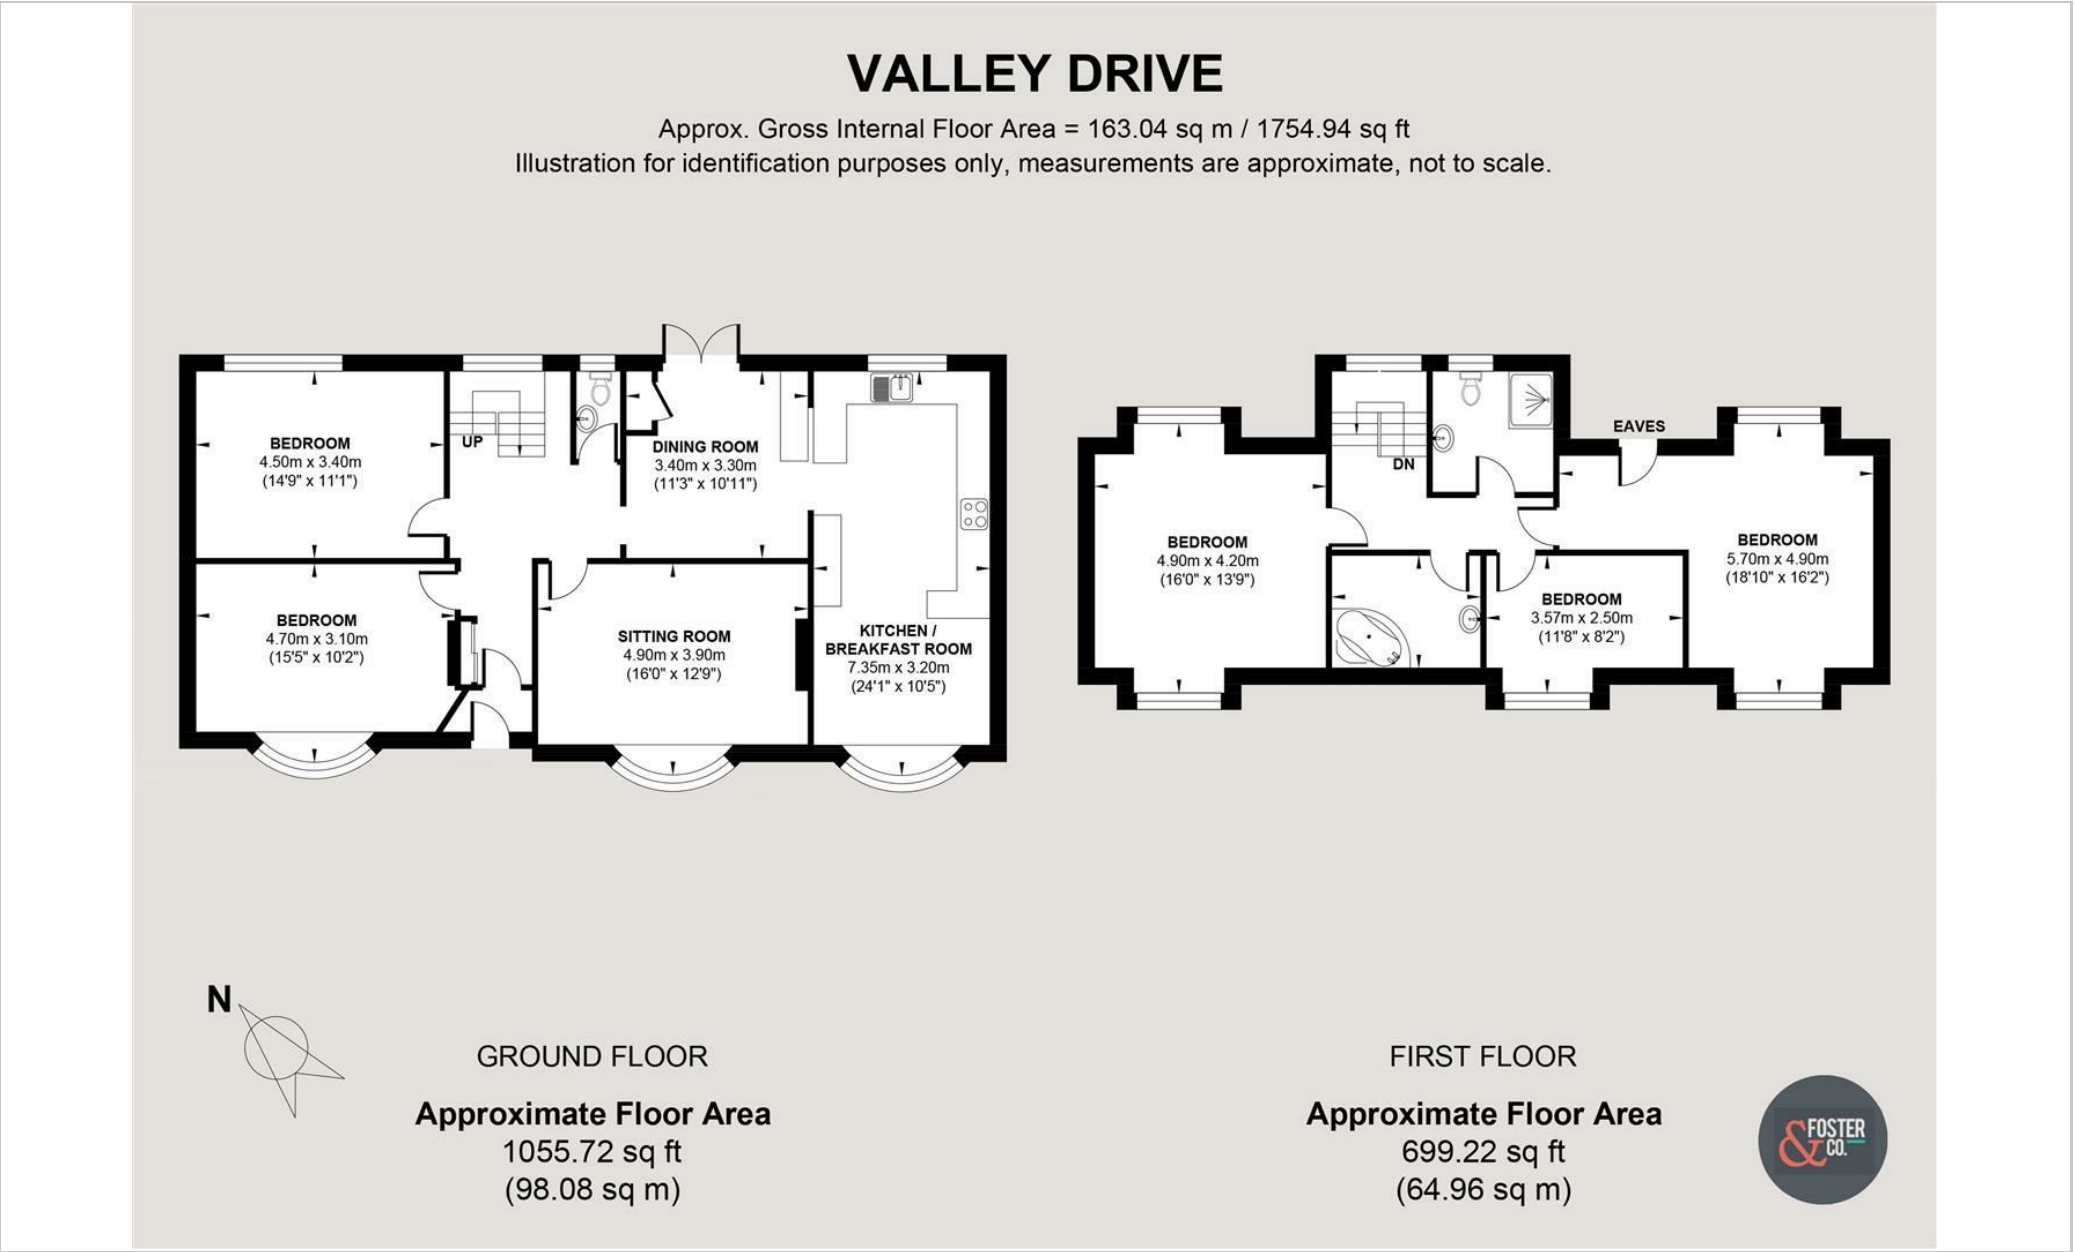 VALLEY DRIVE
Approx. Gross Internal Floor Area = 163.04 sq m / 1754.94 sq ft
Illustration for identification purposes only, measurements are approximate, not to scale.
BEDROOM
4.50m x 3.40m
(14'9" x 11'1")
UP
DINING ROOM
3.40m x 3.30m
(11'3" x 10'11")
BEDROOM
4.70m x 3.10m
(15'5" x 10'2")
SITTING ROOM
4.90m x 3.90m
(16'0" x 12'9")
KITCHEN /
BREAKFAST ROOM
7.35m x 3.20m
(24'1" x 10'5")
EAVES
DN
BEDROOM
4.90m x 4.20m
(16'0" x 13'9")
BEDROOM
3.57m x 2.50m
(11'8" x 8'2")
BEDROOM
5.70m x 4.90m
(18'10" x 16'2")
N
GROUND FLOOR
Approximate Floor Area
1055.72 sq ft
(98.08 sq m)
FIRST FLOOR
Approximate Floor Area
699.22 sq ft
(64.96 sq m)
&FOSTER
CO.